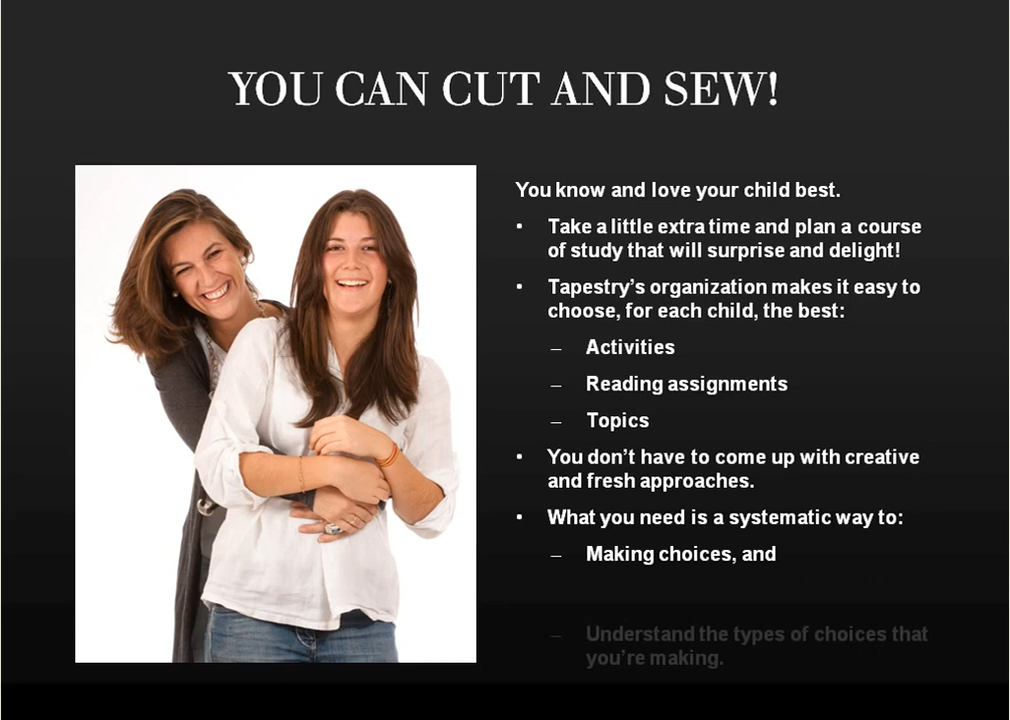 YOU CAN CUT AND SEW!
You know and love your child best.
▪ Take a little extra time and plan a course
of study that will surprise and delight!
▪ Tapestry’s organization makes it easy to
choose, for each child, the best:
– Activities
– Reading assignments
– Topics
▪ You don’t have to come up with creative
and fresh approaches.
▪ What you need is a systematic way to:
– Making choices, and
– Understand the types of choices that
you’re making.